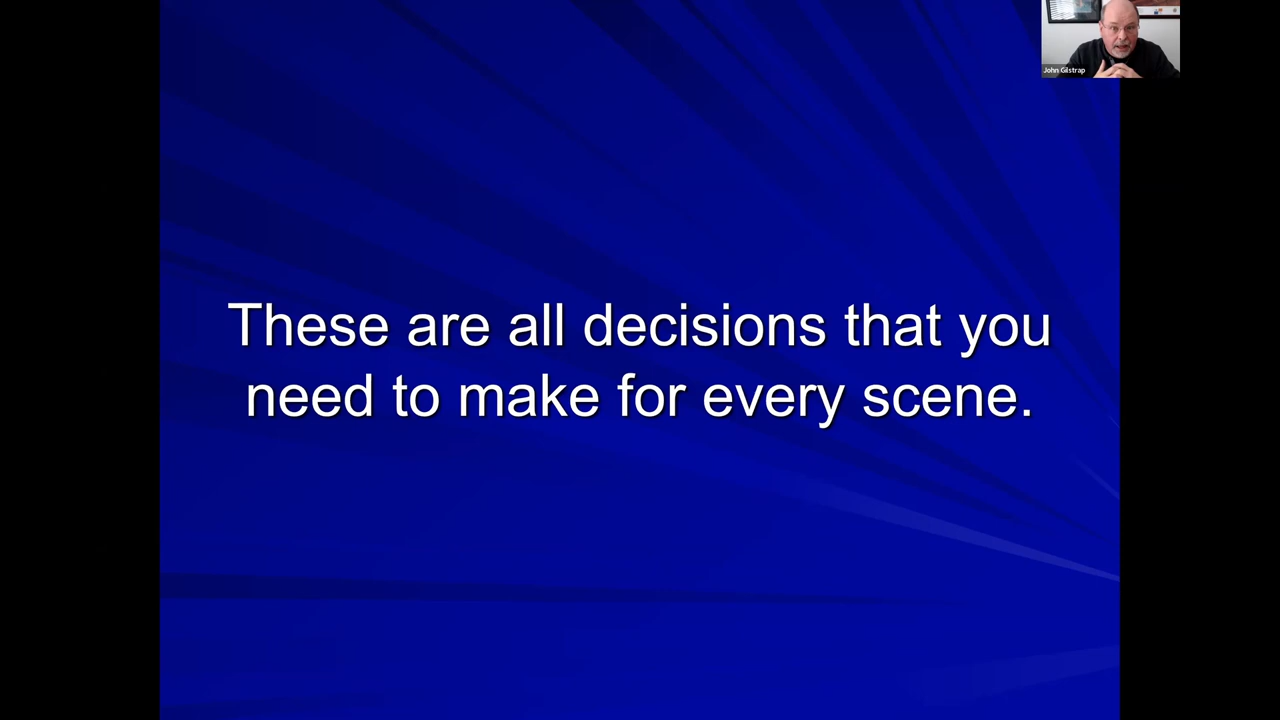 John Gilstrap
These are all decisions that you
need to make for every scene.